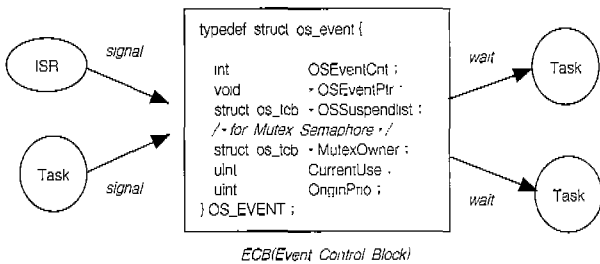 ISR
signal
Task
signal
typedef struct os_event {
int OSEventCnt ;
void * OSEventPtr ;
struct os_tcb * OSSuspendlist ;
/* for Mutex Semaphore * /
struct os_tcb * MutexOwner ;
uint CurrentUse ;
uint OriginPrio ;
} OS_EVENT ;
wait
Task
wait
Task
ECB(Event Control Block)